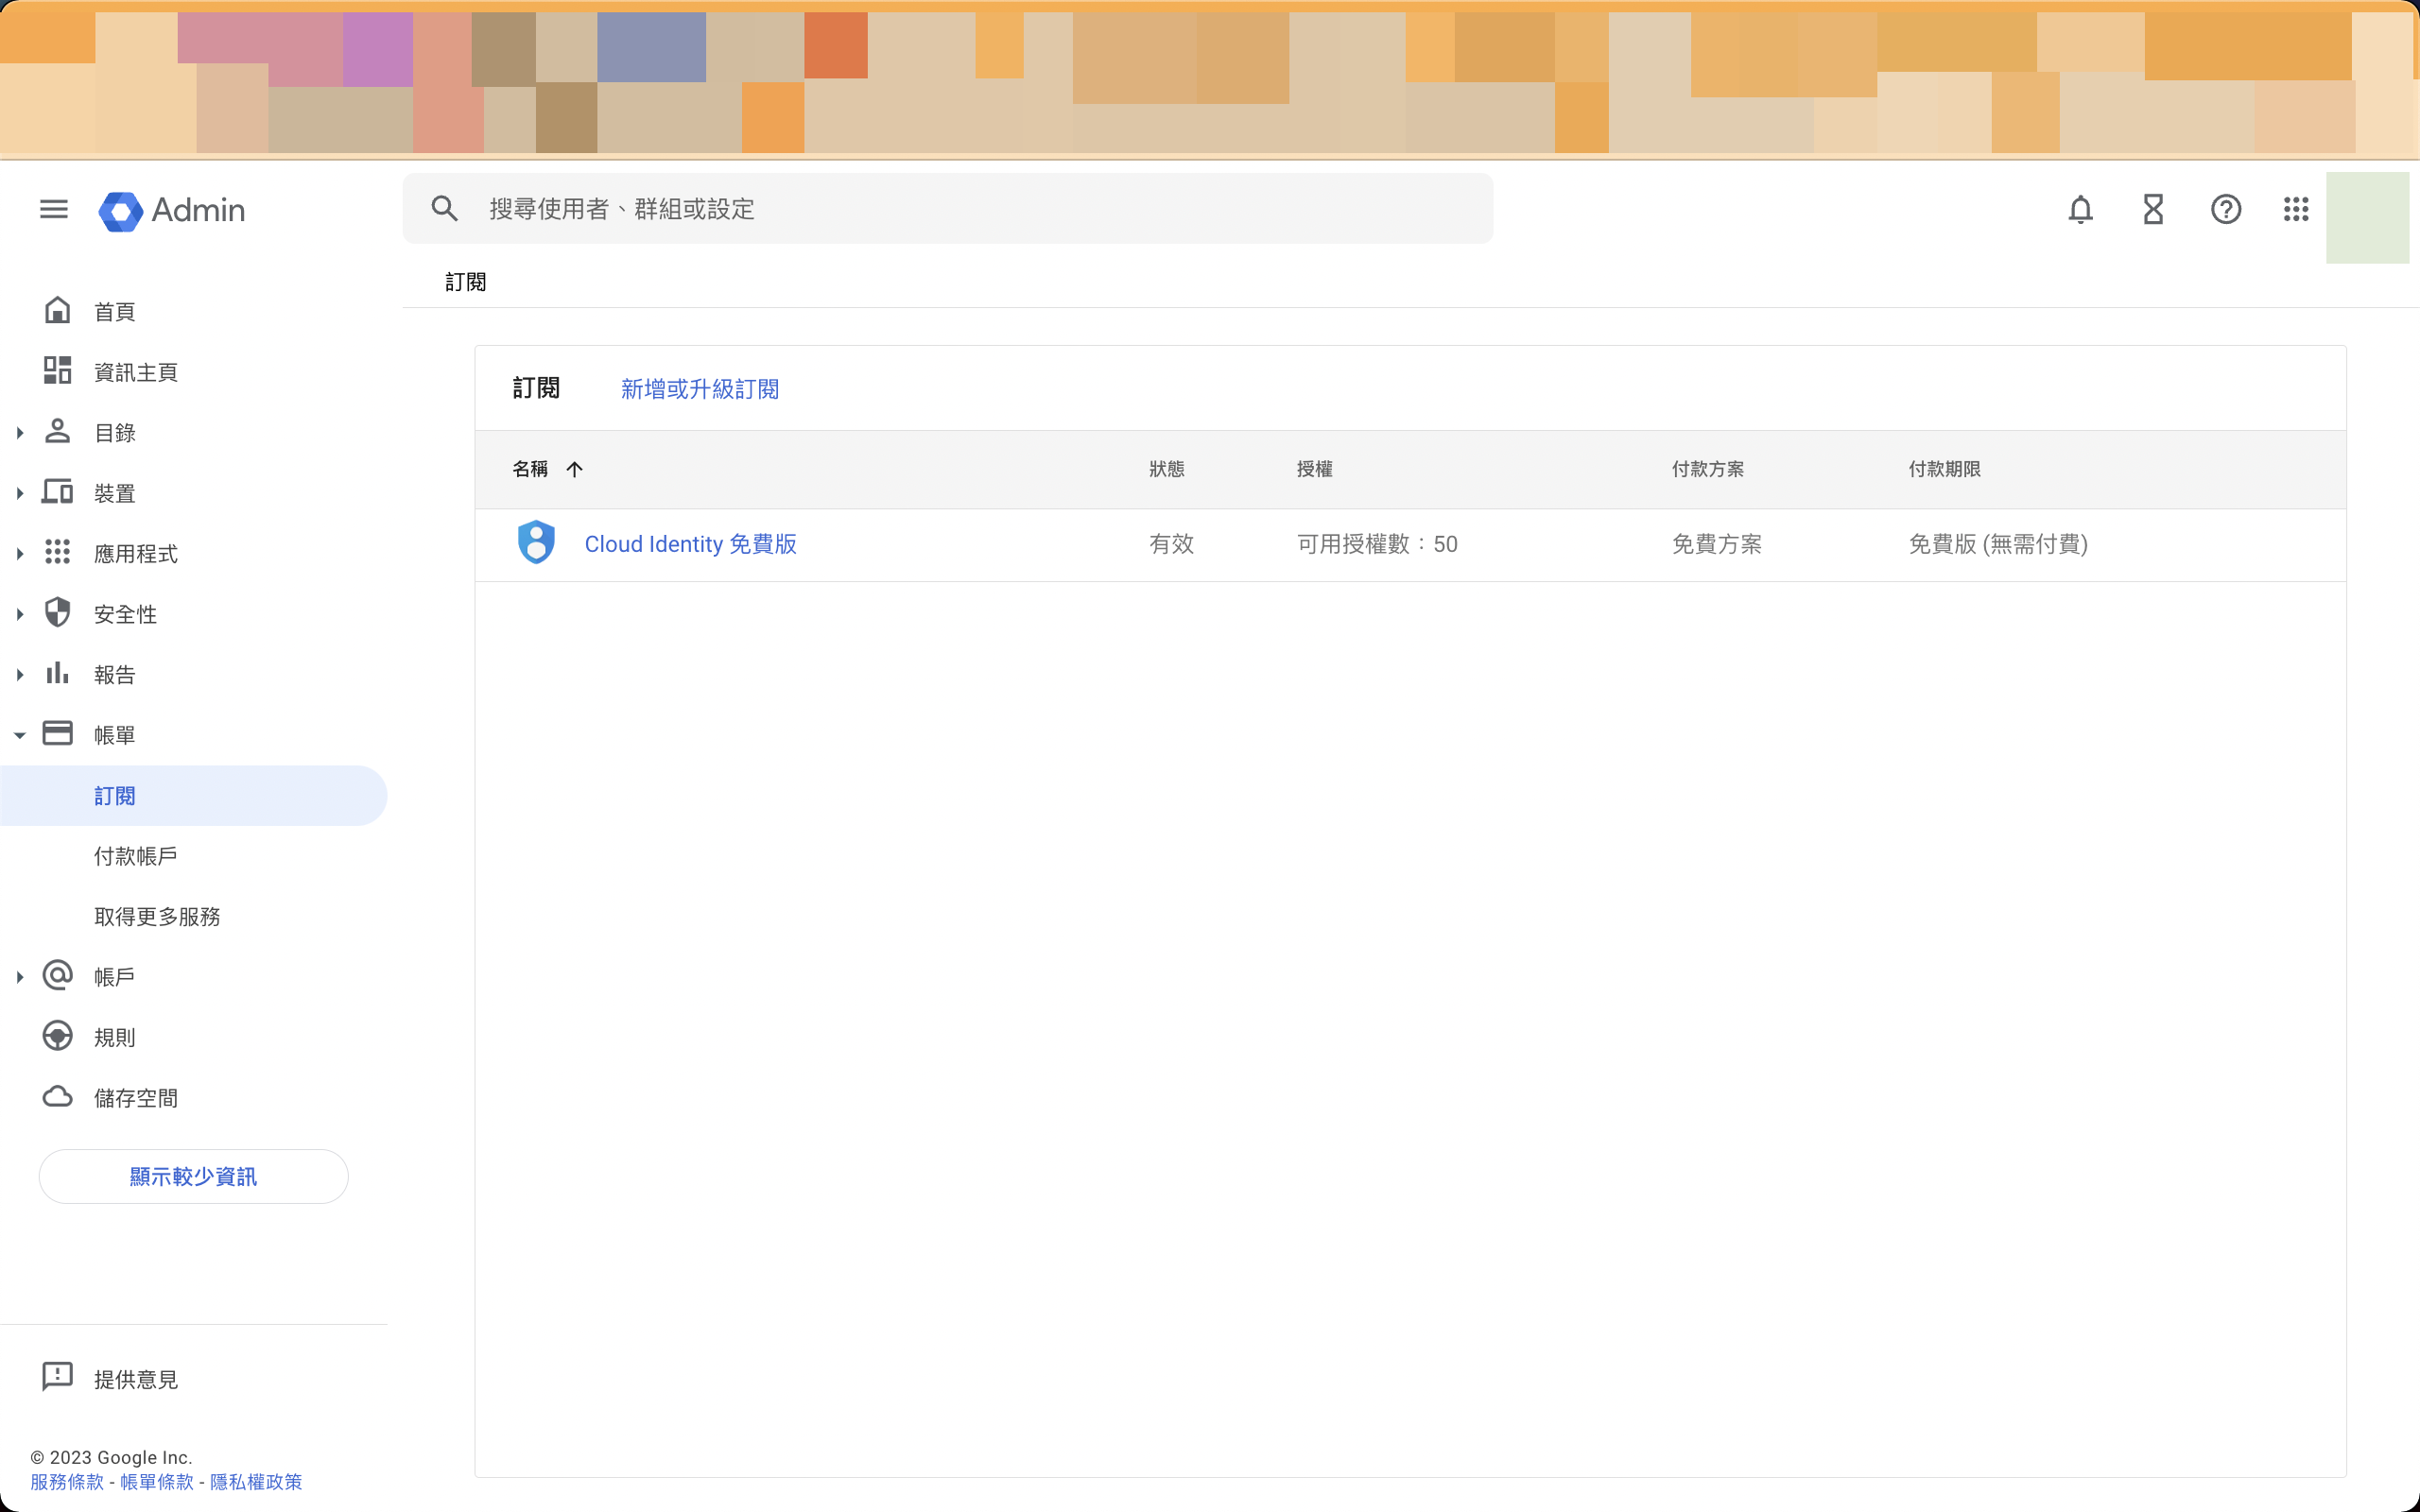 Admin
搜尋使用者、群組或設定
訂閱
首頁
資訊主頁
目錄
裝置
應用程式
安全性
報告
帳單
訂閱
付款帳戶
取得更多服務
帳戶
規則
儲存空間
顯示較少資訊
提供意見
© 2023 Google Inc.
服務條款 - 帳單條款 - 隱私權政策
訂閱 新增或升級訂閱
名稱 狀態 授權 付款方案 付款期限
Cloud Identity 免費版 有效 可用授權數：50 免費方案 免費版 (無需付費)